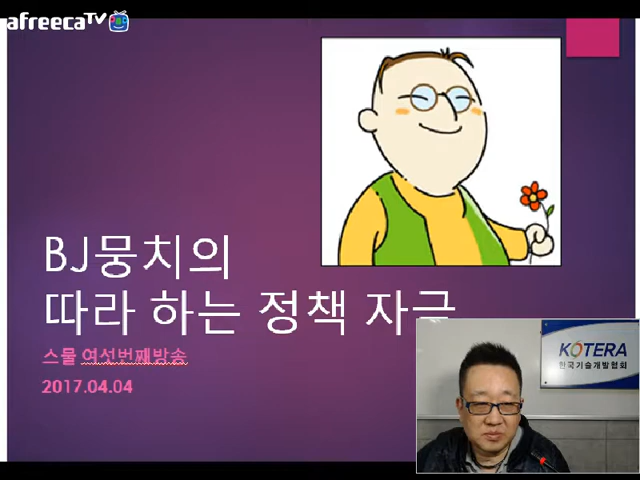 afreecaTV
BJ뭉치의
따라 하는 정책 자금
스물 여섯번째방송
2017.04.04
KOTERA
한국기술개발협회